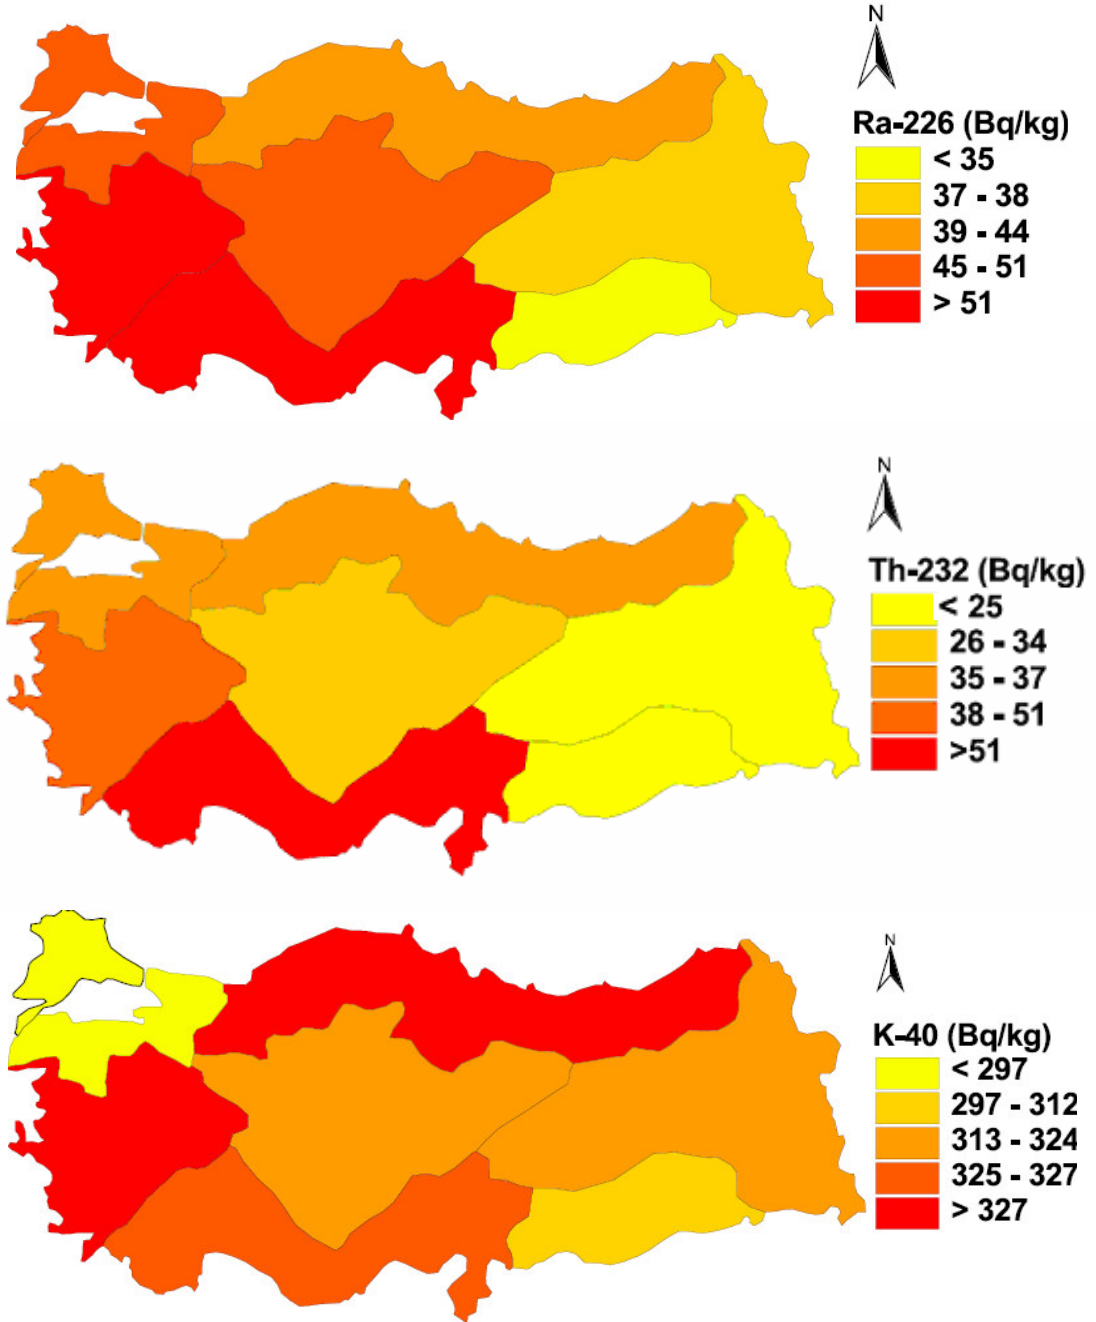 N
Ra-226 (Bq/kg)
< 35
37 - 38
39 - 44
45 - 51
> 51
N
Th-232 (Bq/kg)
< 25
26 - 34
35 - 37
38 - 51
>51
N
K-40 (Bq/kg)
< 297
297 - 312
313 - 324
325 - 327
> 327